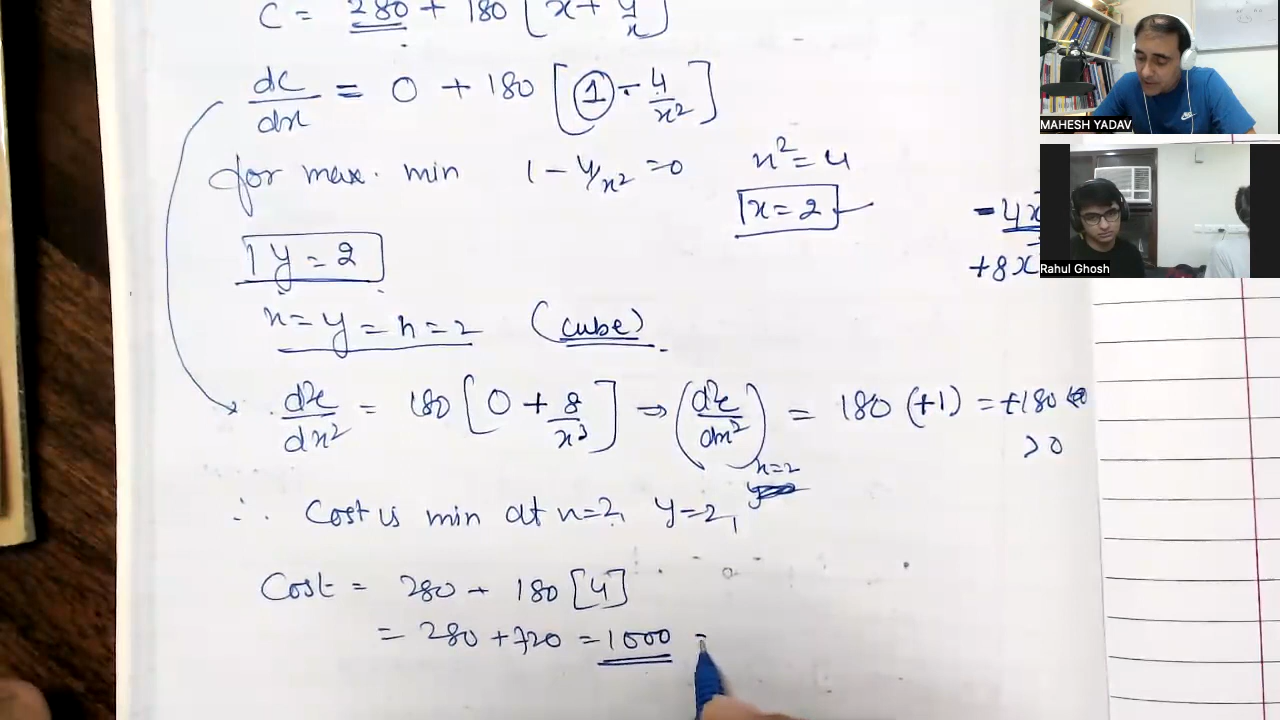 C = 280 + 180 [x + 4/x]
dc/dx = 0 + 180 [1 - 4/x²]
for max. min 1 - 4/x² = 0 x² = 4
x = 2
y = 2
x = y = h = 2 (cube)
d²c/dx² = 180 [0 + 8/x³] → (d²c/dx²) x=2 = 180 (+1) = +180
> 0
∴ Cost is min at x=2, y=2,
Cost = 280 + 180 [4]
= 280 + 720 = 1000 =
- 4x
+ 8x
MAHESH YADAV
Rahul Ghosh